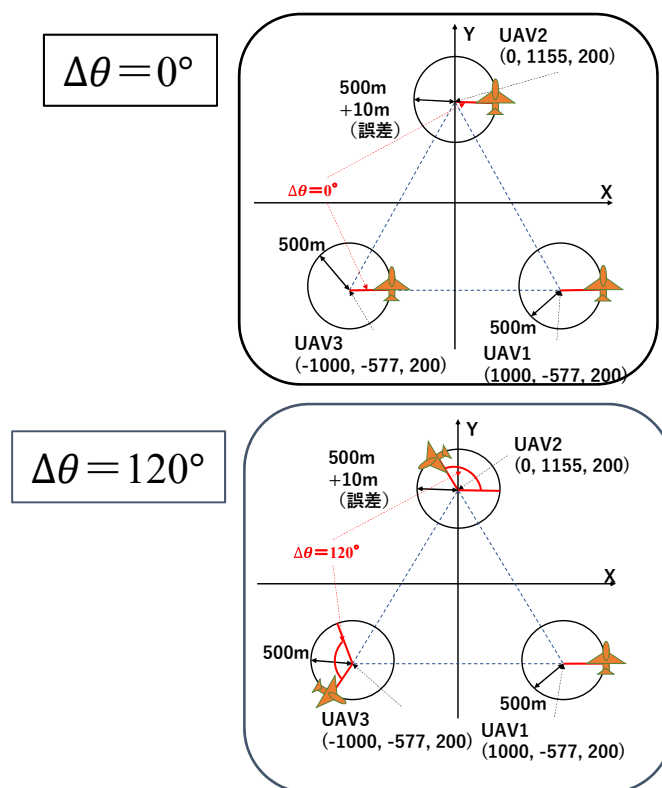 Δθ＝0°
Y
UAV2
(0, 1155, 200)
500m
+10m
（誤差）
Δθ＝0°
X
500m
500m
UAV3
(-1000, -577, 200)
UAV1
(1000, -577, 200)
Δθ＝120°
Y
UAV2
(0, 1155, 200)
500m
+10m
（誤差）
Δθ＝120°
X
500m
500m
UAV3
(-1000, -577, 200)
UAV1
(1000, -577, 200)